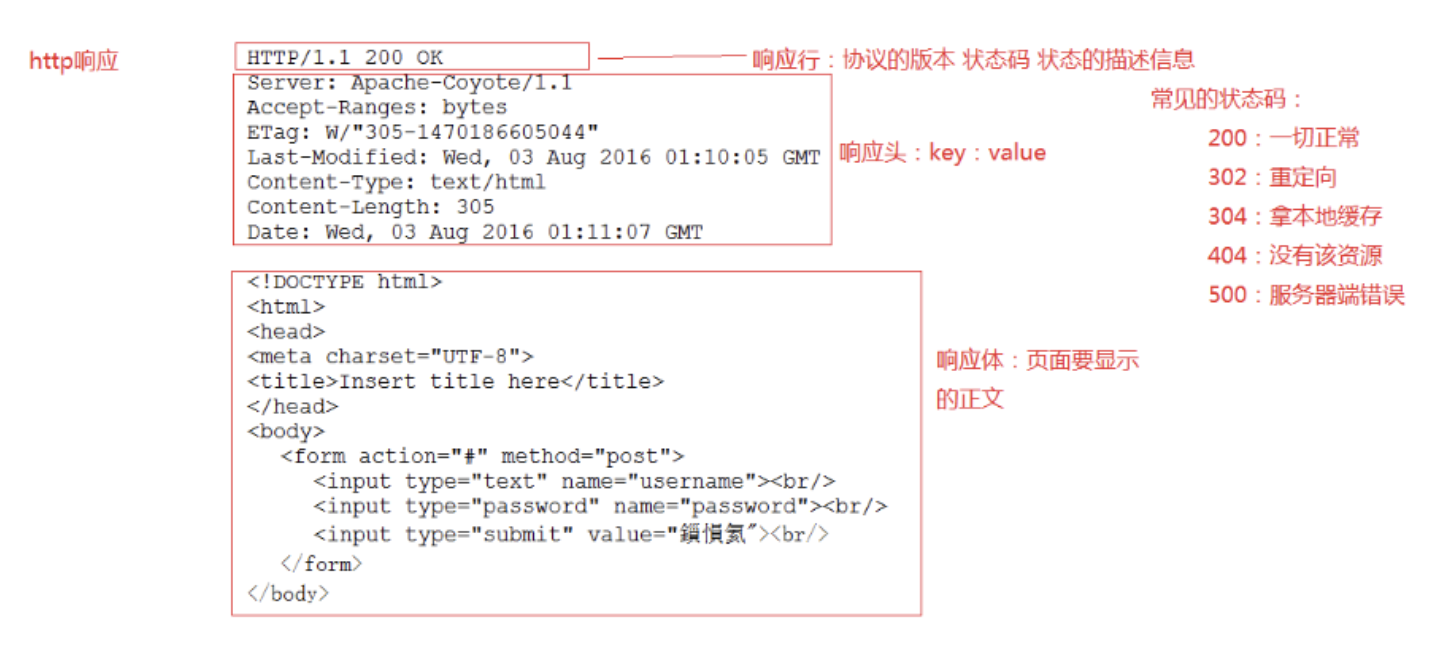 http响应
HTTP/1.1 200 OK
响应行：协议的版本 状态码 状态的描述信息
Server: Apache-Coyote/1.1
Accept-Ranges: bytes
ETag: W/"305-1470186605044"
Last-Modified: Wed, 03 Aug 2016 01:10:05 GMT
Content-Type: text/html
Content-Length: 305
Date: Wed, 03 Aug 2016 01:11:07 GMT
响应头：key：value
常见的状态码：
200：一切正常
302：重定向
304：拿本地缓存
404：没有该资源
500：服务器端错误
<!DOCTYPE html>
<html>
<head>
<meta charset="UTF-8">
<title>Insert title here</title>
</head>
<body>
<form action="#" method="post">
<input type="text" name="username"><br/>
<input type="password" name="password"><br/>
<input type="submit" value="鎻愪氦″><br/>
</form>
</body>
响应体：页面要显示
的正文